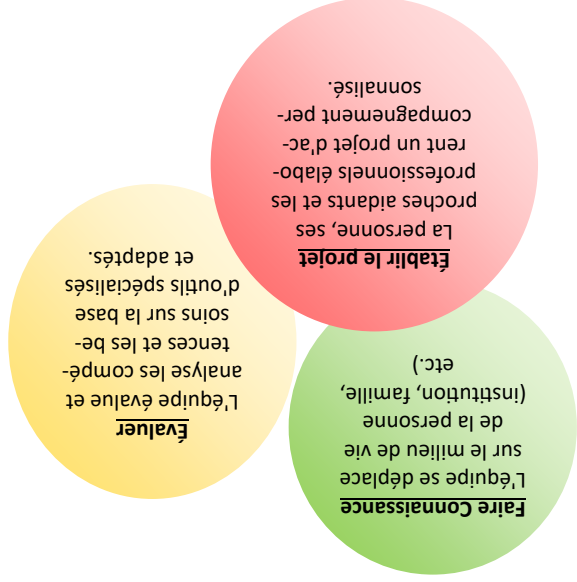 Faire Connaissance
L'équipe se déplace
sur le milieu de vie
de la personne
(institution, famille,
etc.)
Évaluer
L'équipe évalue et
analyse les compé-
tences et les be-
soins sur la base
d'outils spécialisés
et adaptés.
Établir le projet
La personne, ses
proches aidants et les
professionnels élabo-
rent un projet d'ac-
compagnement per-
sonnalisé.